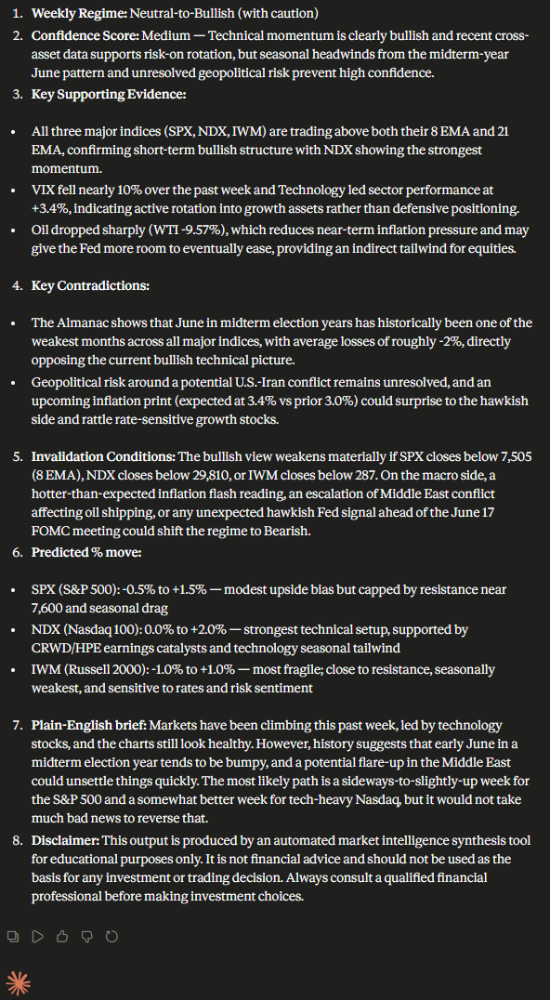 1. Weekly Regime: Neutral-to-Bullish (with caution)
2. Confidence Score: Medium — Technical momentum is clearly bullish and recent cross-
asset data supports risk-on rotation, but seasonal headwinds from the midterm-year
June pattern and unresolved geopolitical risk prevent high confidence.
3. Key Supporting Evidence:
• All three major indices (SPX, NDX, IWM) are trading above both their 8 EMA and 21
EMA, confirming short-term bullish structure with NDX showing the strongest
momentum.
• VIX fell nearly 10% over the past week and Technology led sector performance at
+3.4%, indicating active rotation into growth assets rather than defensive positioning.
• Oil dropped sharply (WTI -9.57%), which reduces near-term inflation pressure and may
give the Fed more room to eventually ease, providing an indirect tailwind for equities.
4. Key Contradictions:
• The Almanac shows that June in midterm election years has historically been one of the
weakest months across all major indices, with average losses of roughly -2%, directly
opposing the current bullish technical picture.
• Geopolitical risk around a potential U.S.-Iran conflict remains unresolved, and an
upcoming inflation print (expected at 3.4% vs prior 3.0%) could surprise to the hawkish
side and rattle rate-sensitive growth stocks.
5. Invalidation Conditions: The bullish view weakens materially if SPX closes below 7,505
(8 EMA), NDX closes below 29,810, or IWM closes below 287. On the macro side, a
hotter-than-expected inflation flash reading, an escalation of Middle East conflict
affecting oil shipping, or any unexpected hawkish Fed signal ahead of the June 17
FOMC meeting could shift the regime to Bearish.
6. Predicted % move:
• SPX (S&P 500): -0.5% to +1.5% — modest upside bias but capped by resistance near
7,600 and seasonal drag
• NDX (Nasdaq 100): 0.0% to +2.0% — strongest technical setup, supported by
CRWD/HPE earnings catalysts and technology seasonal tailwind
• IWM (Russell 2000): -1.0% to +1.0% — most fragile; close to resistance, seasonally
weakest, and sensitive to rates and risk sentiment
7. Plain-English brief: Markets have been climbing this past week, led by technology
stocks, and the charts still look healthy. However, history suggests that early June in a
midterm election year tends to be bumpy, and a potential flare-up in the Middle East
could unsettle things quickly. The most likely path is a sideways-to-slightly-up week for
the S&P 500 and a somewhat better week for tech-heavy Nasdaq, but it would not take
much bad news to reverse that.
8. Disclaimer: This output is produced by an automated market intelligence synthesis tool
for educational purposes only. It is not financial advice and should not be used as the
basis for any investment or trading decision. Always consult a qualified financial
professional before making investment choices.